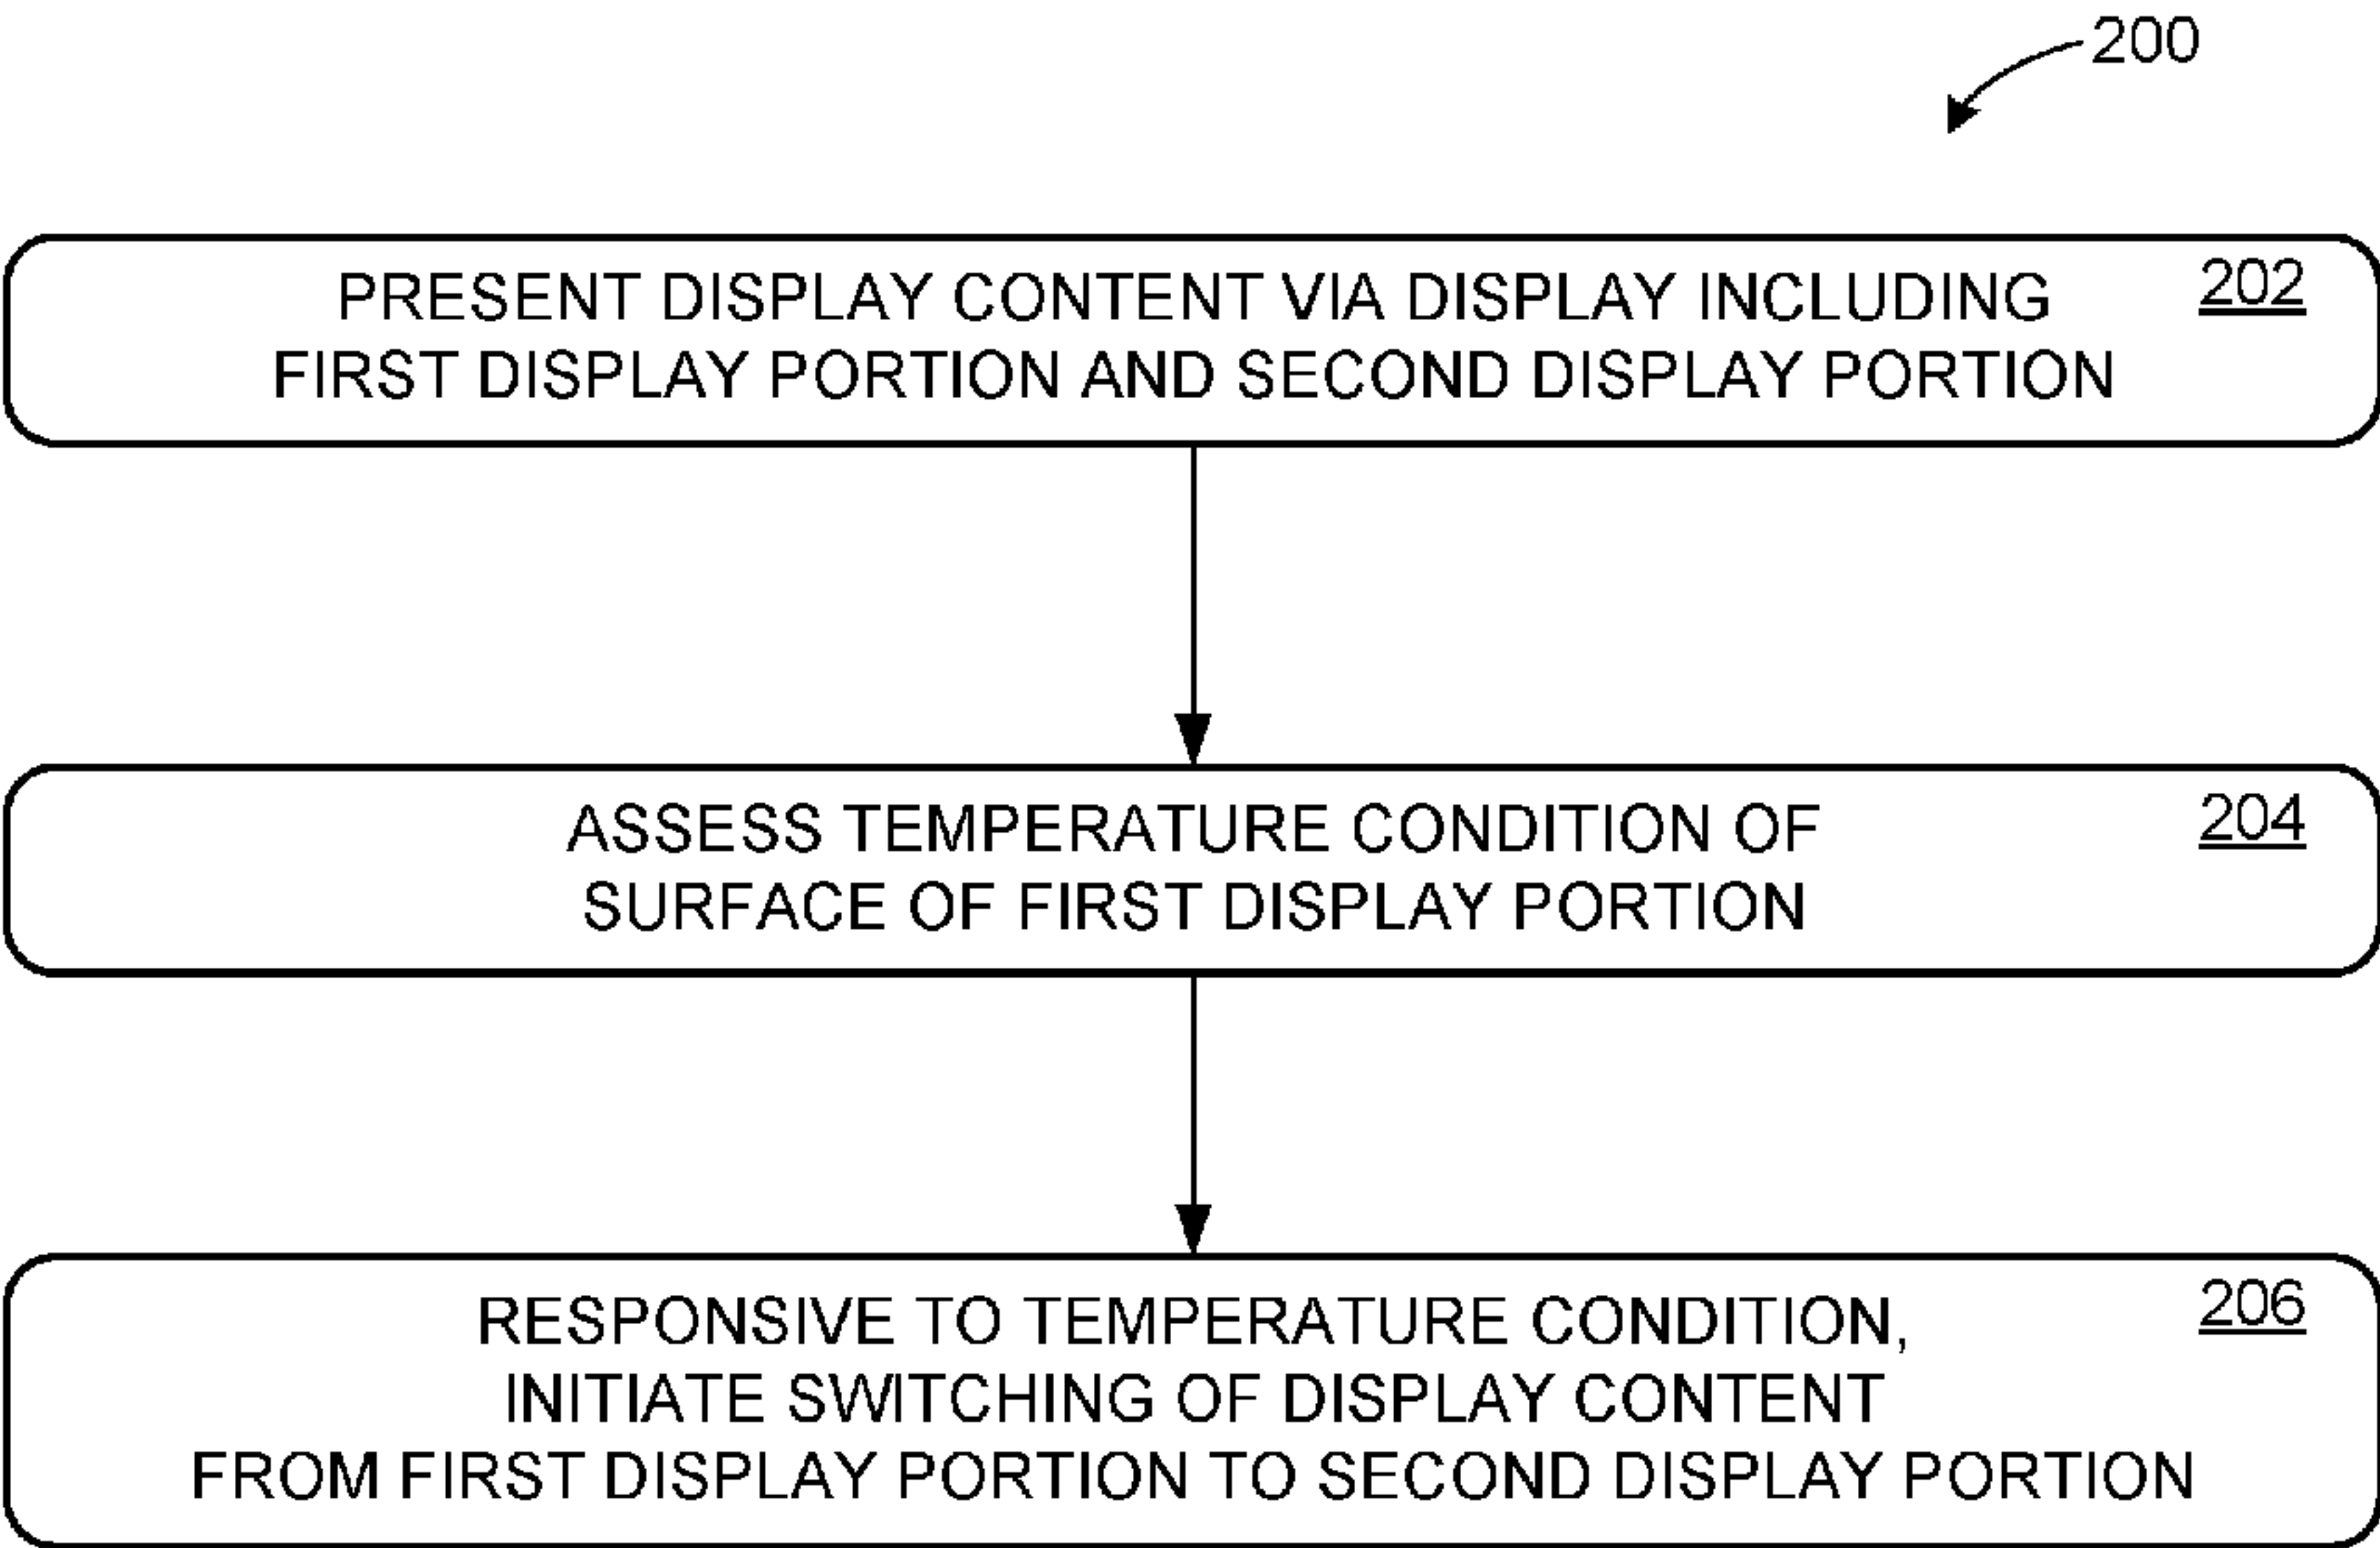 200
202
PRESENT DISPLAY CONTENT VIA DISPLAY INCLUDING
FIRST DISPLAY PORTION AND SECOND DISPLAY PORTION
204
ASSESS TEMPERATURE CONDITION OF
SURFACE OF FIRST DISPLAY PORTION
206
RESPONSIVE TO TEMPERATURE CONDITION,
INITIATE SWITCHING OF DISPLAY CONTENT
FROM FIRST DISPLAY PORTION TO SECOND DISPLAY PORTION